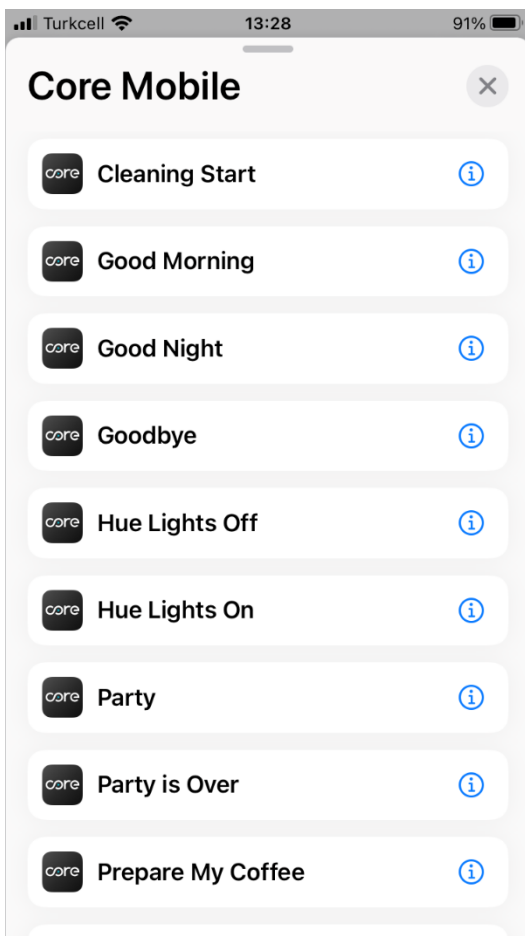 Turkcell 13:28 91%
Core Mobile
core Cleaning Start
core Good Morning
core Good Night
core Goodbye
core Hue Lights Off
core Hue Lights On
core Party
core Party is Over
core Prepare My Coffee